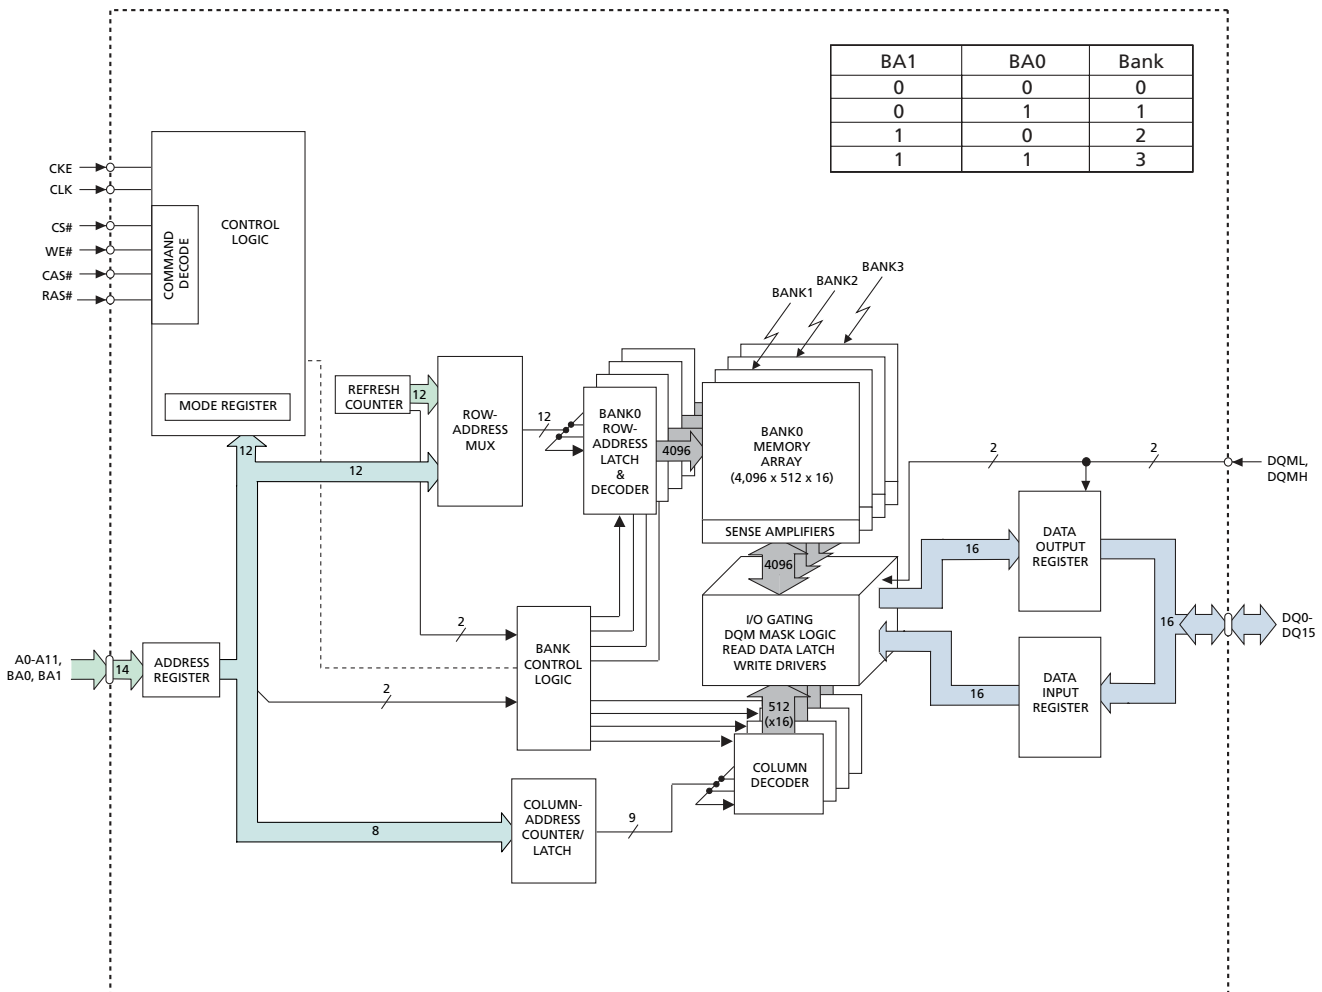 BA1 BA0 Bank
0 0 0
0 1 1
1 0 2
1 1 3
CKE
CLK
CS#
WE#
CAS#
RAS#
COMMAND
DECODE
CONTROL
LOGIC
MODE REGISTER
12
12
REFRESH
COUNTER
12
ROW-
ADDRESS
MUX
12
BANK0
ROW-
ADDRESS
LATCH
&
DECODER
4096
BANK1
BANK2
BANK3
BANK0
MEMORY
ARRAY
(4,096 x 512 x 16)
SENSE AMPLIFIERS
4096
I/O GATING
DQM MASK LOGIC
READ DATA LATCH
WRITE DRIVERS
512
(x16)
COLUMN
DECODER
2
2
DQML,
DQMH
DATA
OUTPUT
REGISTER
16
16
DQ0-
DQ15
DATA
INPUT
REGISTER
16
A0-A11,
BA0, BA1
14
ADDRESS
REGISTER
2
2
BANK
CONTROL
LOGIC
8
COLUMN-
ADDRESS
COUNTER/
LATCH
9